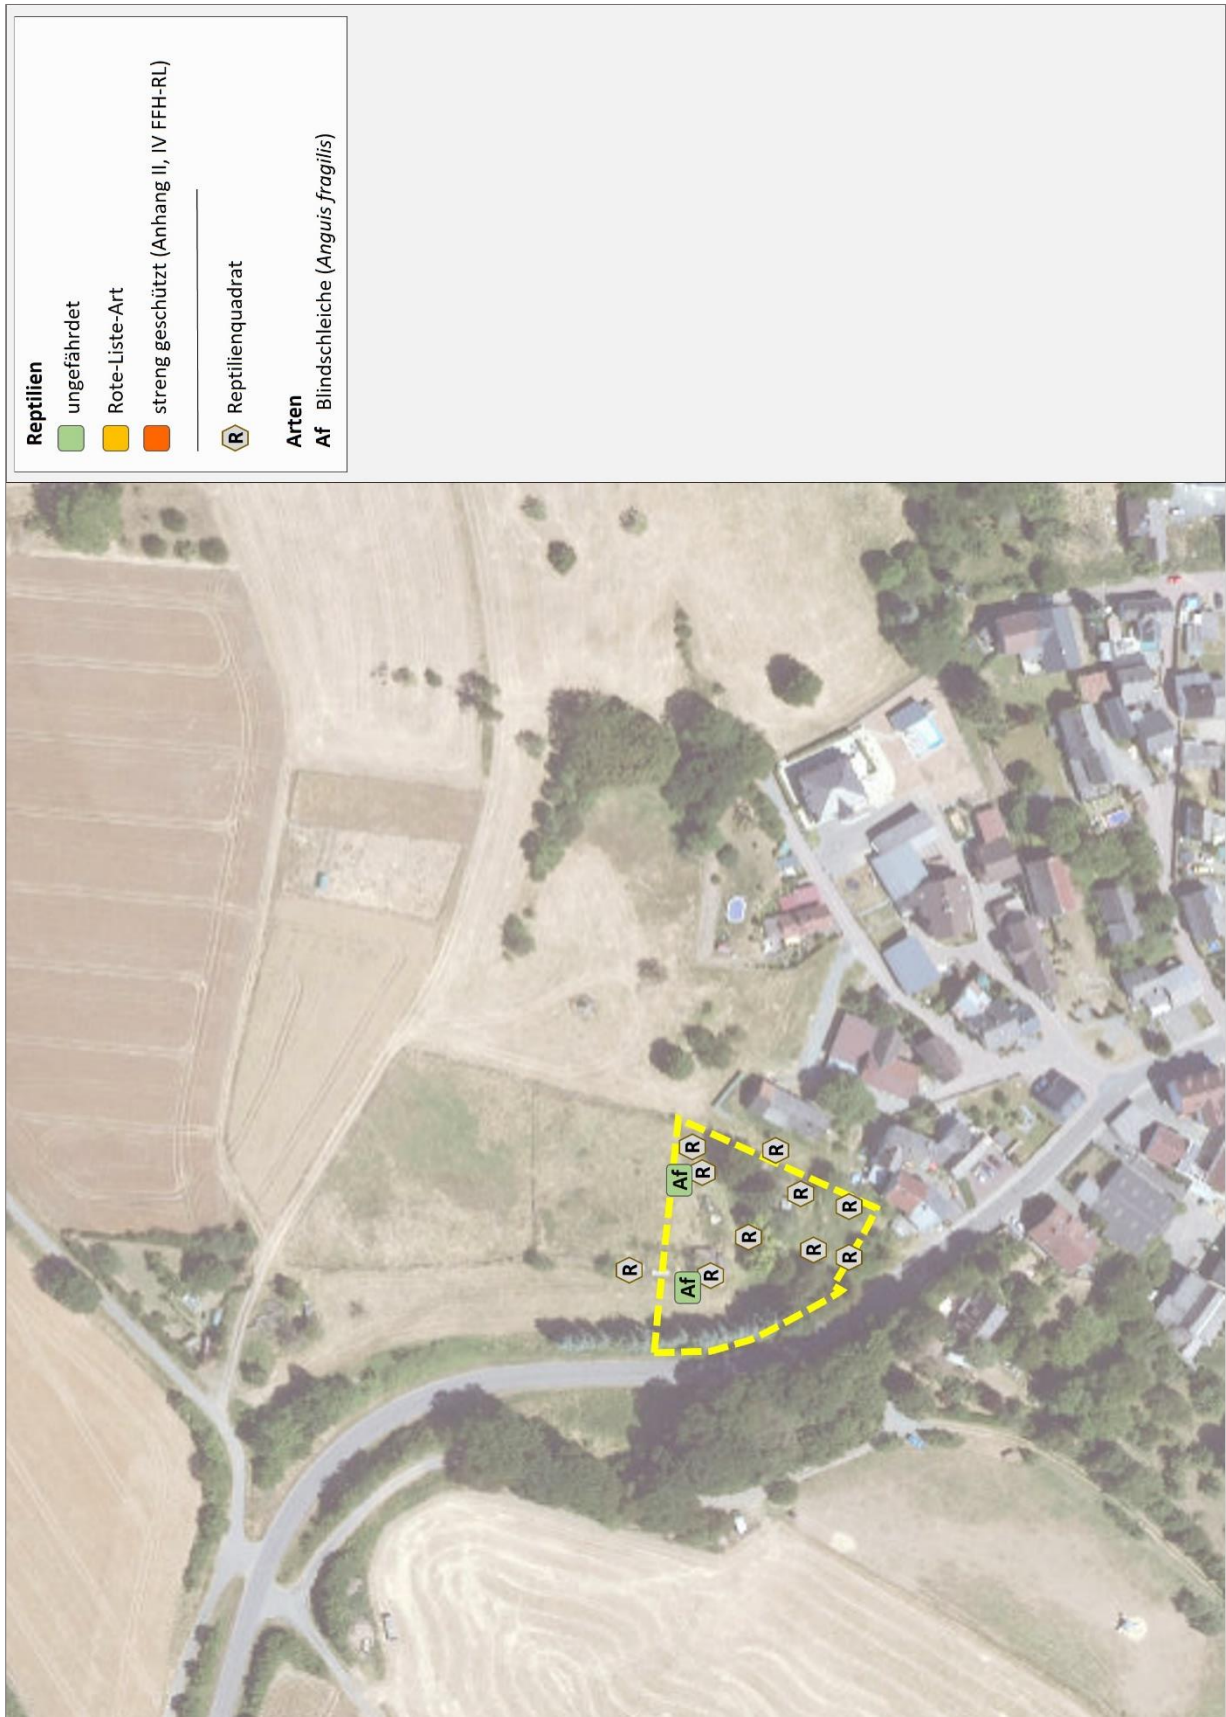 Reptilien
ungefährdet
Rote-Liste-Art
streng geschützt (Anhang II, IV FFH-RL)
R Reptilienquadrat
Arten
Af Blindschleiche (Anguis fragilis)
R
Af
R
Af
R
R
R
R
R
R
R
R